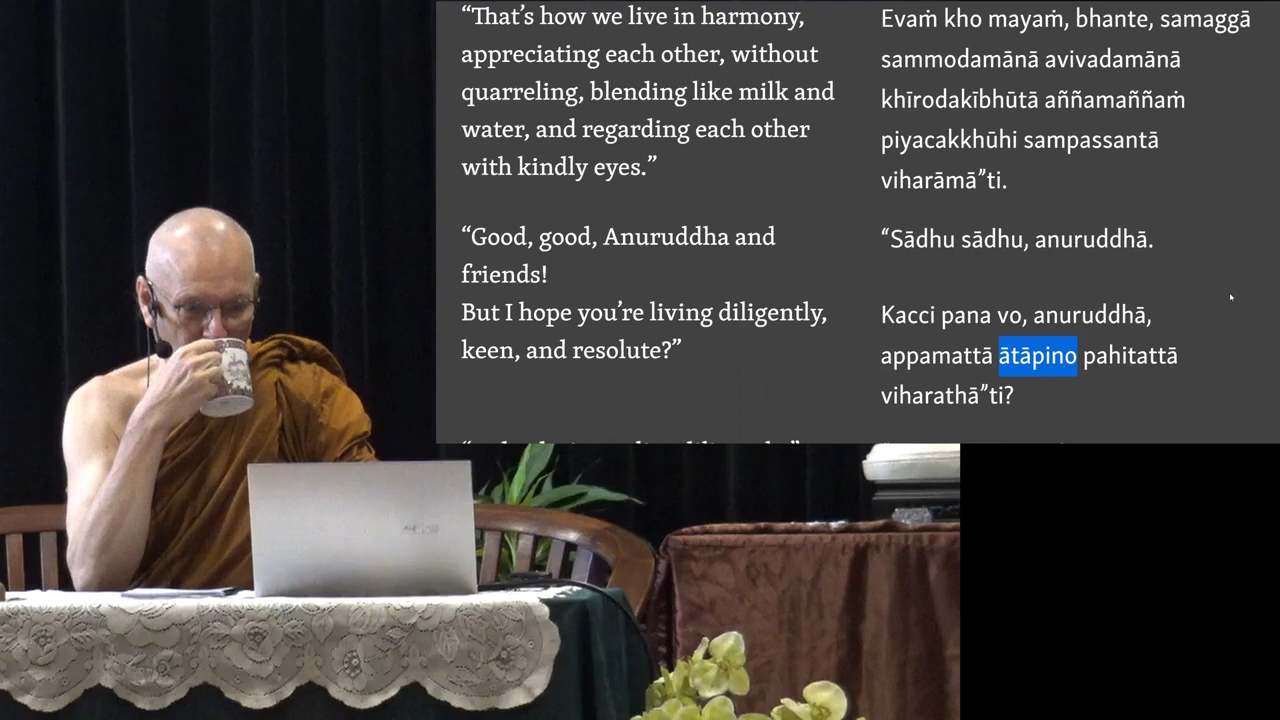 “That’s how we live in harmony,
appreciating each other, without
quarreling, blending like milk and
water, and regarding each other
with kindly eyes.”
“Good, good, Anuruddha and
friends!
But I hope you’re living diligently,
keen, and resolute?”
Evaṁ kho mayaṁ, bhante, samaggā
sammodamānā avivadamānā
khīrodakībhūtā aññamaññaṁ
piyacakkhūhi sampassantā
viharāmā”ti.
“Sādhu sādhu, anuruddhā.
Kacci pana vo, anuruddhā,
appamattā ātāpino pahitattā
viharathā”ti?